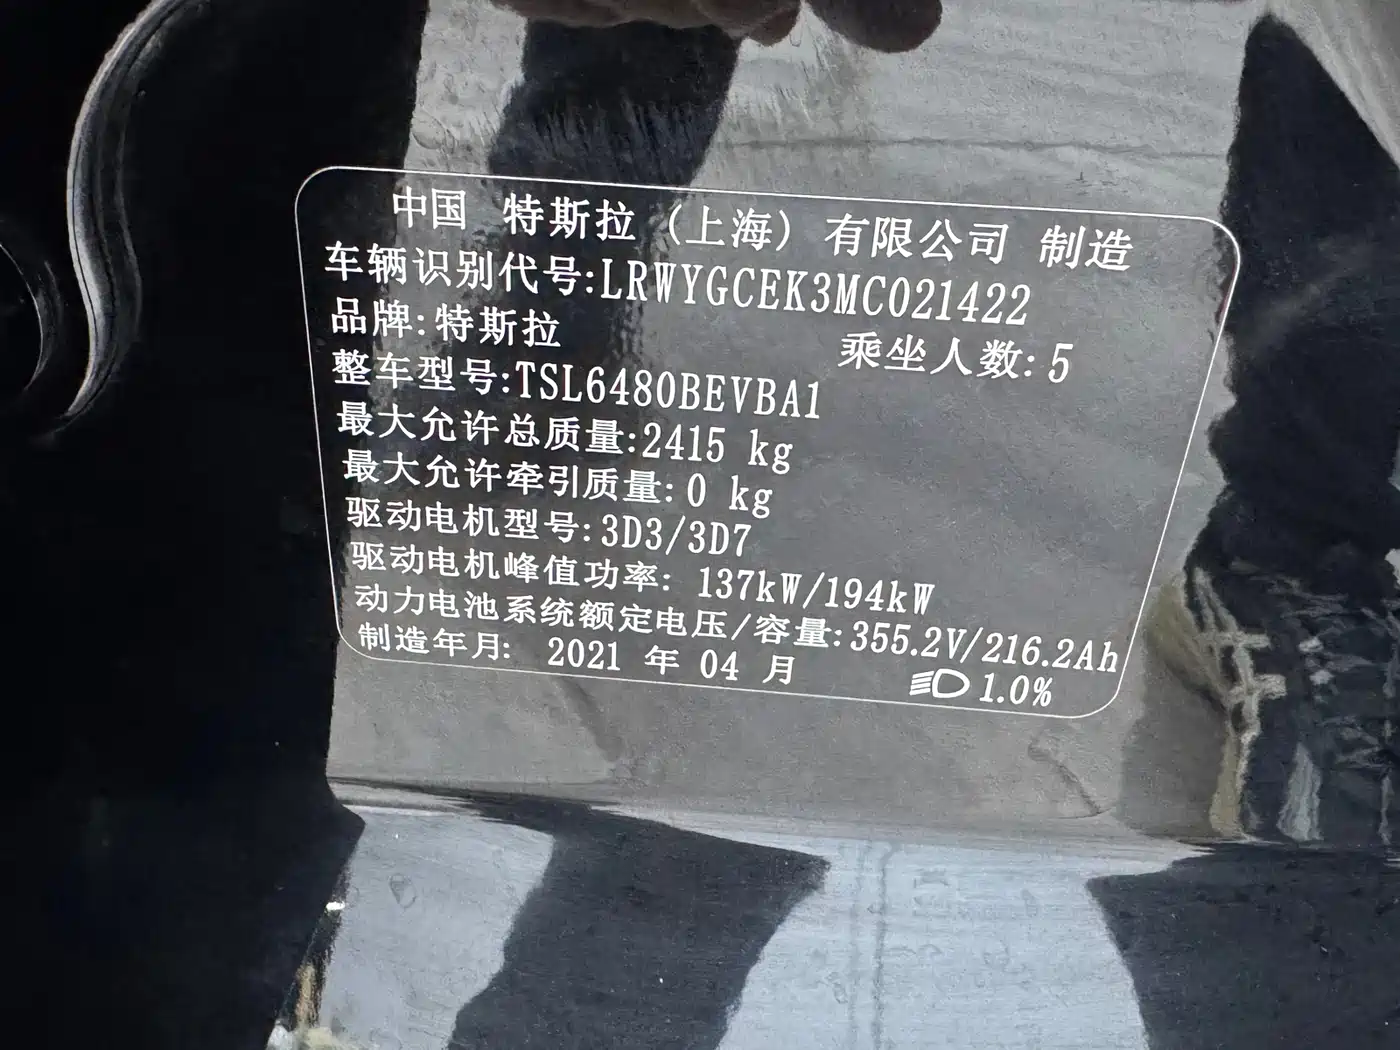 中国 特斯拉（上海）有限公司 制造
车辆识别代号:LRWYGCEK3MC021422
品牌:特斯拉 乘坐人数:5
整车型号:TSL6480BEVBA1
最大允许总质量:2415 kg
最大允许牵引质量: 0 kg
驱动电机型号:3D3/3D7
驱动电机峰值功率: 137kW/194kW
动力电池系统额定电压/容量:355.2V/216.2Ah
制造年月: 2021 年 04 月 1.0%